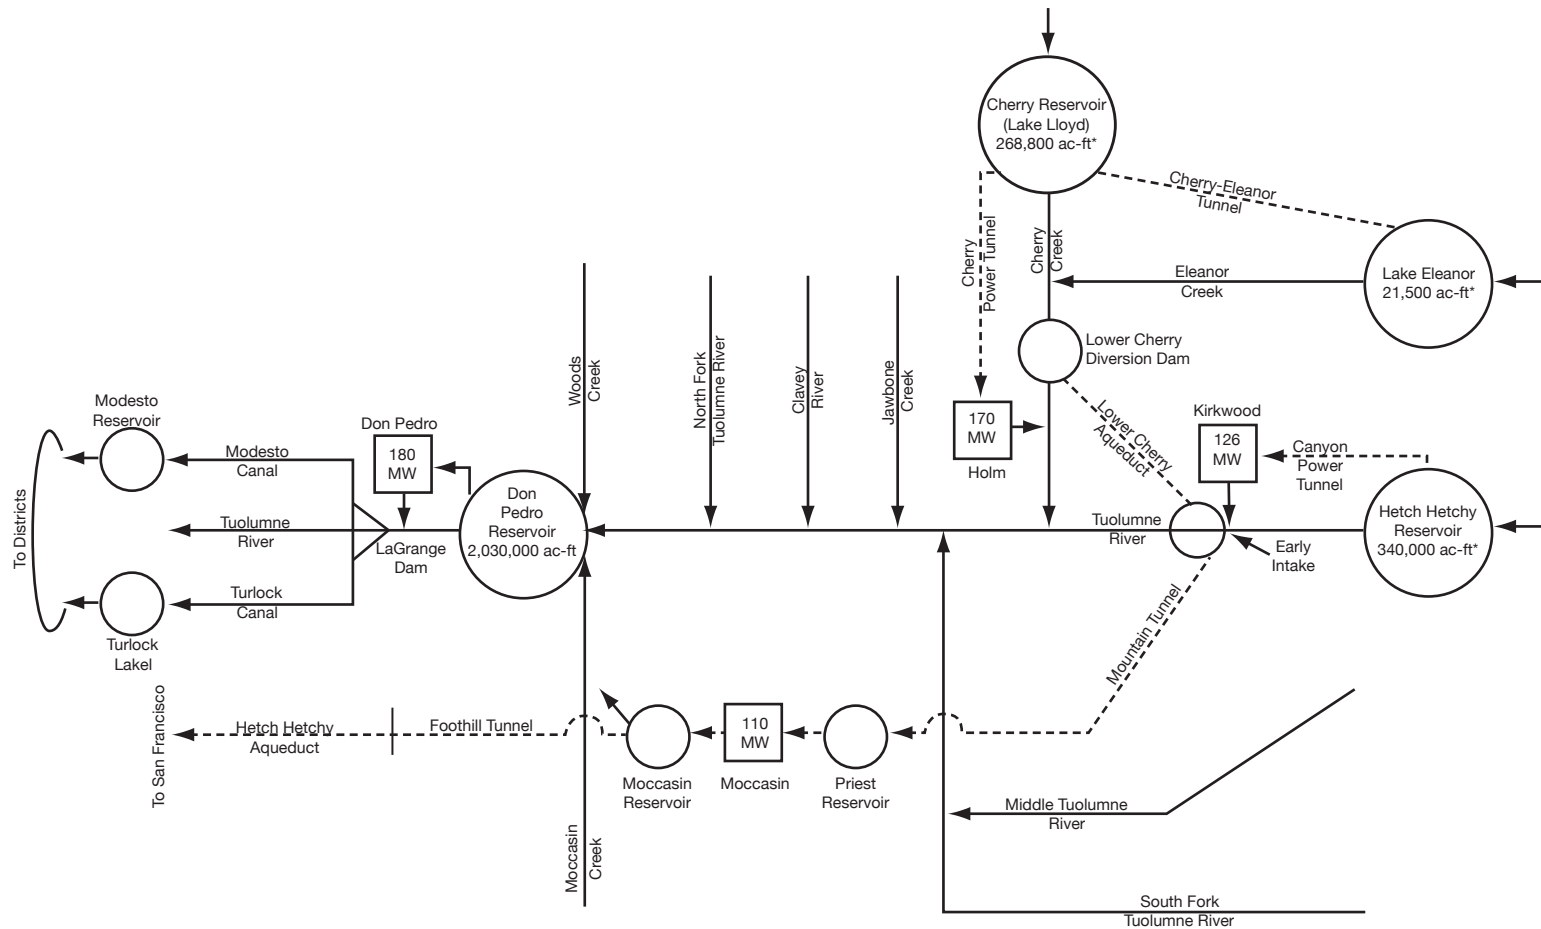 Cherry Reservoir
(Lake Lloyd)
268,800 ac-ft*
Cherry-Eleanor
Tunnel
Cherry
Power Tunnel
Cherry
Creek
Eleanor
Creek
Lake Eleanor
21,500 ac-ft*
Lower Cherry
Diversion Dam
Lower Cherry
Aqueduct
170
MW
Holm
Kirkwood
126
MW
Canyon
Power
Tunnel
Hetch Hetchy
Reservoir
340,000 ac-ft*
Early
Intake
Tuolumne
River
Jawbone
Creek
Clavey
River
North Fork
Tuolumne River
Woods
Creek
Don
Pedro
Reservoir
2,030,000 ac-ft
Don Pedro
180
MW
LaGrange
Dam
Modesto
Reservoir
Modesto
Canal
Tuolumne
River
Turlock
Canal
Turlock
Lakel
To Districts
To San Francisco
Hetch Hetchy
Aqueduct
Foothill Tunnel
Moccasin
Reservoir
110
MW
Moccasin
Priest
Reservoir
Mountain Tunnel
Moccasin
Creek
Middle Tuolumne
River
South Fork
Tuolumne River